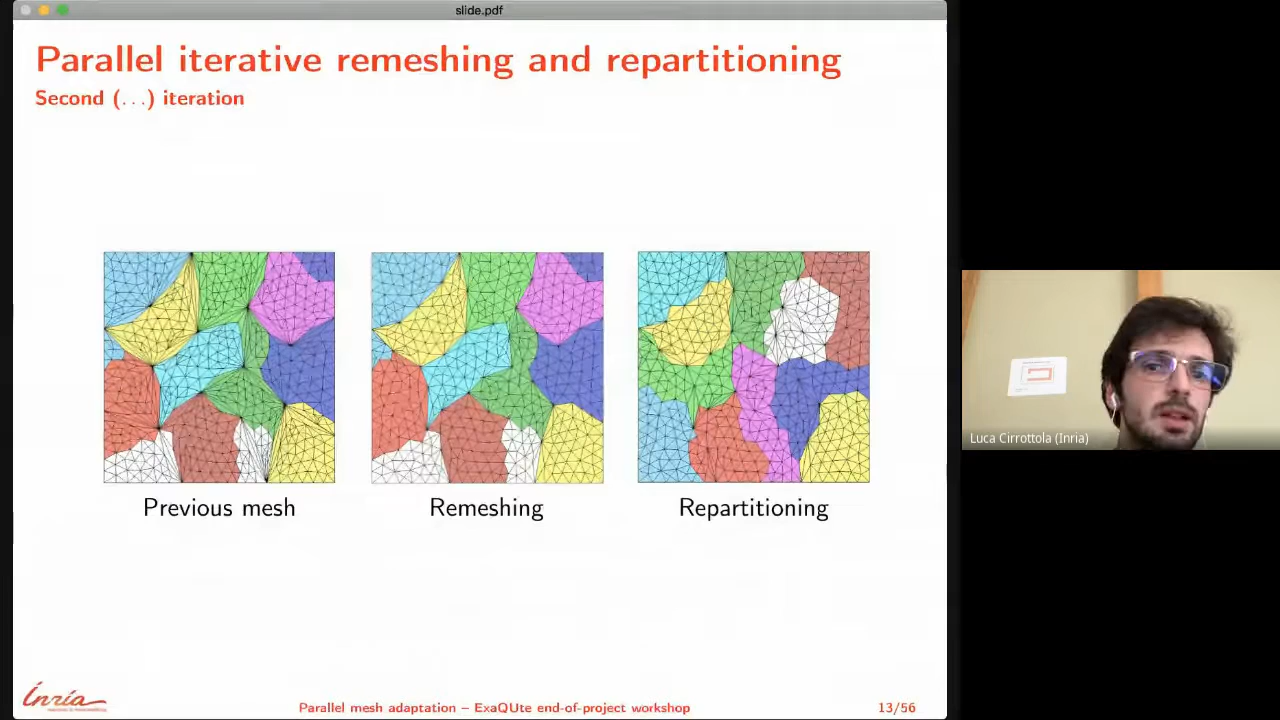 slide.pdf
Parallel iterative remeshing and repartitioning
Second (...) iteration
Previous mesh
Remeshing
Repartitioning
Luca Cirrottola (Inria)
Inria
Parallel mesh adaptation – ExaQUte end-of-project workshop
13/56